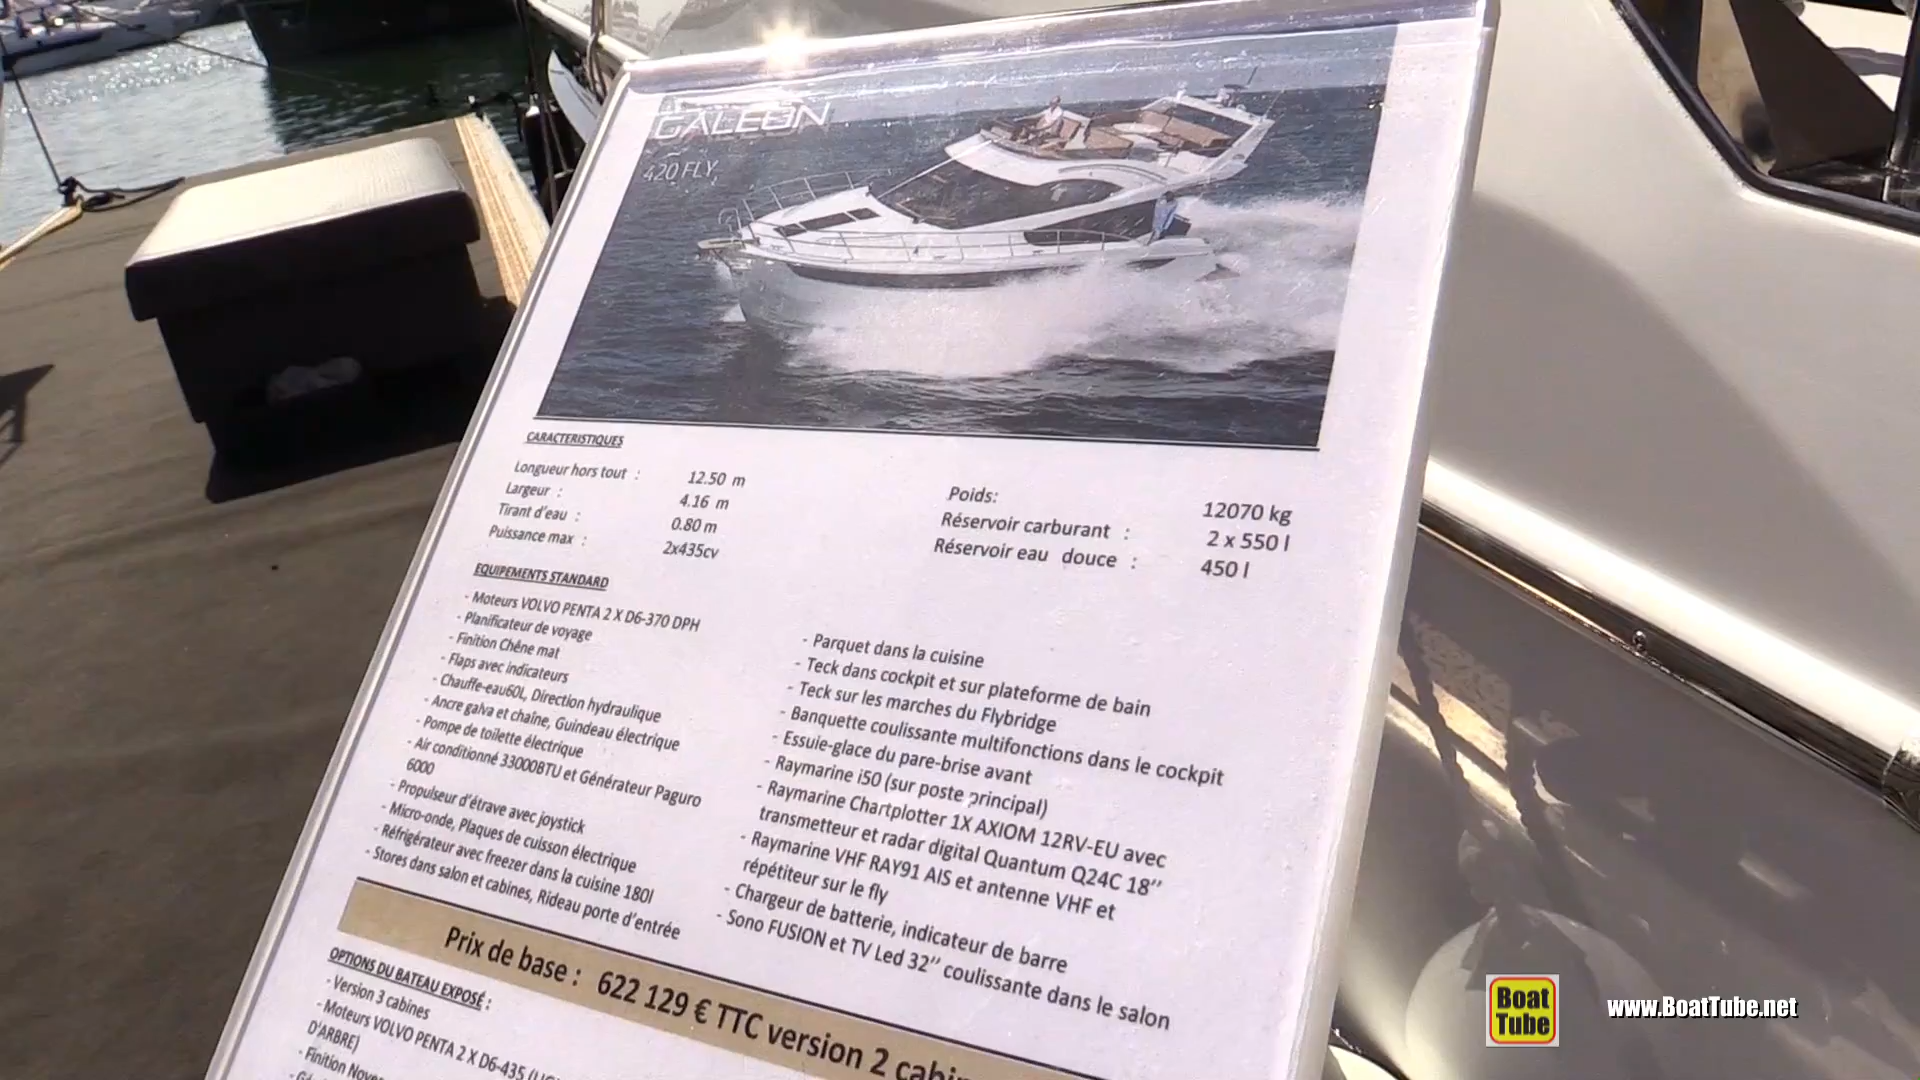 GALEON
420 FLY
CARACTERISTIQUES
Longueur hors tout : 12.50 m
Largeur : 4.16 m
Tirant d'eau : 0.80 m
Puissance max : 2x435cv
Poids: 12070 kg
Réservoir carburant : 2 x 550 l
Réservoir eau douce : 450 l
EQUIPEMENTS STANDARD
- Moteurs VOLVO PENTA 2 X D6-370 DPH
- Planificateur de voyage
- Finition Chêne mat
- Flaps avec indicateurs
- Chauffe-eau60L, Direction hydraulique
- Ancre galva et chaîne, Guindeau électrique
- Pompe de toilette électrique
- Air conditionné 33000BTU et Générateur Paguro
6000
- Propulseur d'étrave avec joystick
- Micro-onde, Plaques de cuisson électrique
- Réfrigérateur avec freezer dans la cuisine 180l
- Stores dans salon et cabines, Rideau porte d'entrée
- Parquet dans la cuisine
- Teck dans cockpit et sur plateforme de bain
- Teck sur les marches du Flybridge
- Banquette coulissante multifonctions dans le cockpit
- Essuie-glace du pare-brise avant
- Raymarine i50 (sur poste principal)
- Raymarine Chartplotter 1X AXIOM 12RV-EU avec
transmetteur et radar digital Quantum Q24C 18''
- Raymarine VHF RAY91 AIS et antenne VHF et
répétiteur sur le fly
- Chargeur de batterie, indicateur de barre
- Sono FUSION et TV Led 32'' coulissante dans le salon
Prix de base : 622 129 € TTC version 2
OPTIONS DU BATEAU EXPOSÉ :
- Version 3 cabines
- Moteurs VOLVO PENTA 2 X D6-435
D'ARBRE)
- Finition
Boat
Tube
www.BoatTube.net